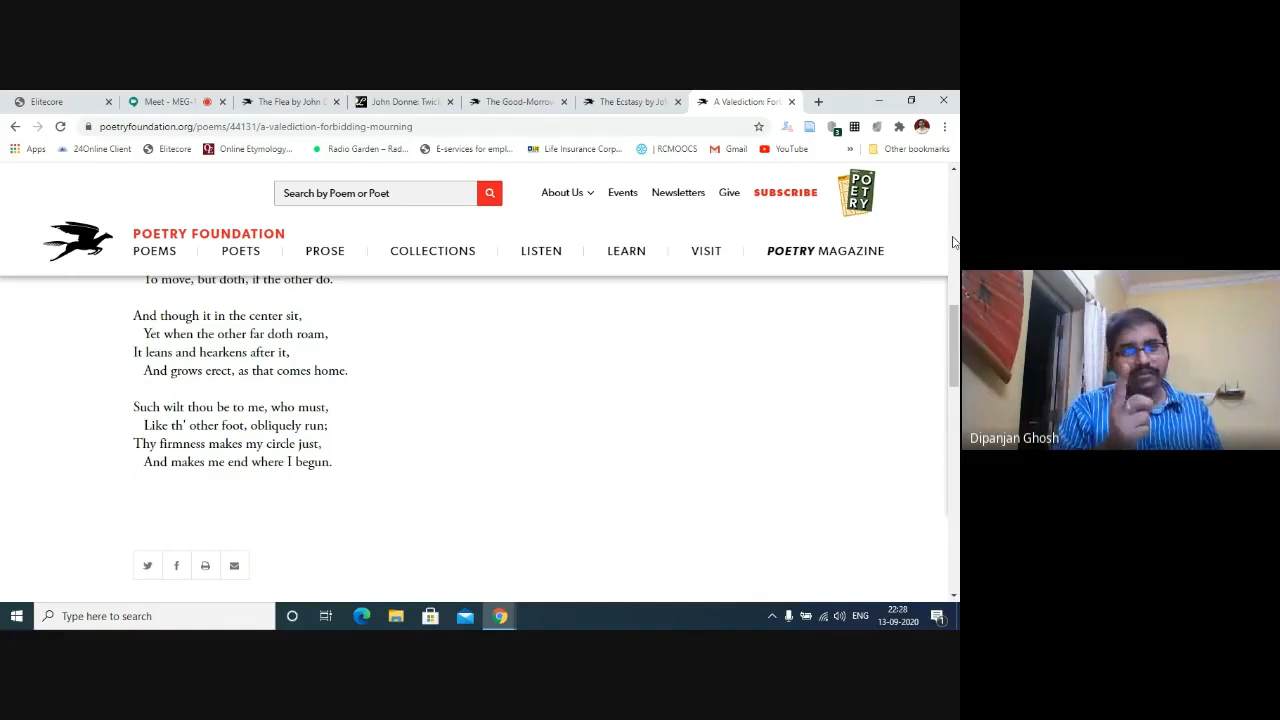 Elitecore
Meet - MEG-
The Flea by John
John Donne: Twick
The Good-Morrow
The Ecstasy by Joh
A Valediction: Forb
poetryfoundation.org/poems/44131/a-valediction-forbidding-mourning
3
Apps
24Online Client
Elitecore
Online Etymology...
Radio Garden – Rad...
E-services for empl...
Life Insurance Corp...
| RCMOOCS
Gmail
YouTube
»
Other bookmarks
Search by Poem or Poet
About Us
Events
Newsletters
Give
SUBSCRIBE
PO
ET
RY
POETRY FOUNDATION
POEMS
POETS
PROSE
COLLECTIONS
LISTEN
LEARN
VISIT
POETRY MAGAZINE
To move, but doth, if the other do.
And though it in the center sit,
Yet when the other far doth roam,
It leans and hearkens after it,
And grows erect, as that comes home.
Such wilt thou be to me, who must,
Like th' other foot, obliquely run;
Thy firmness makes my circle just,
And makes me end where I begun.
Dipanjan Ghosh
Type here to search
ENG
22:28
13-09-2020
1